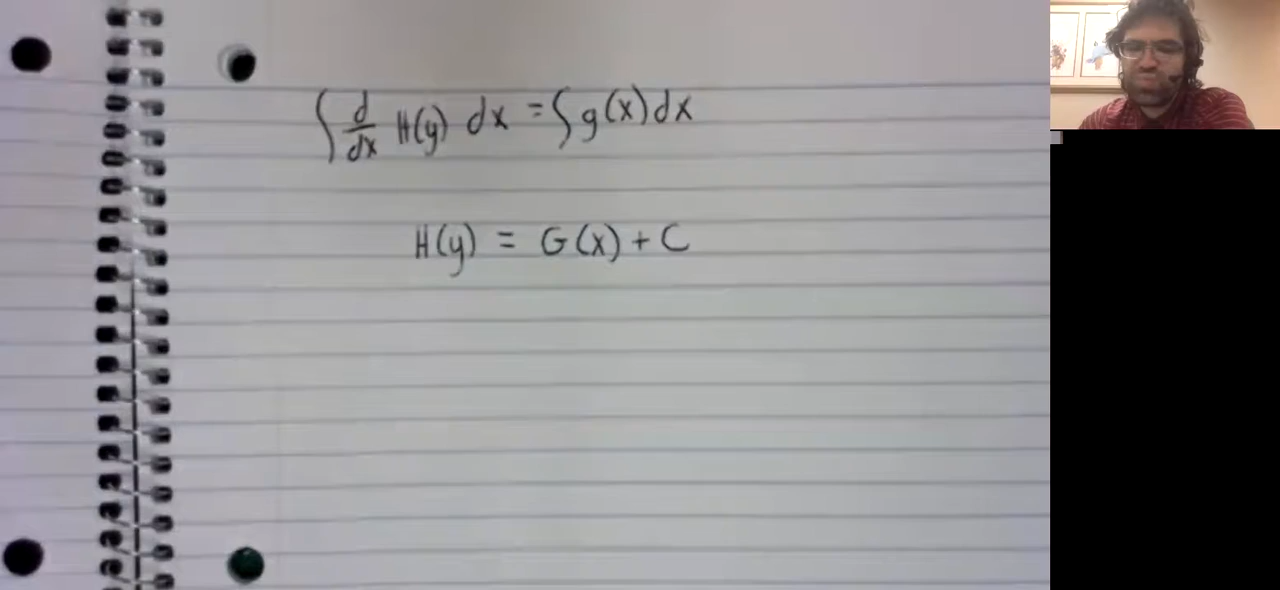 ∫ d/dx H(y) dx = ∫ g(x) dx
H(y) = G(x) + C